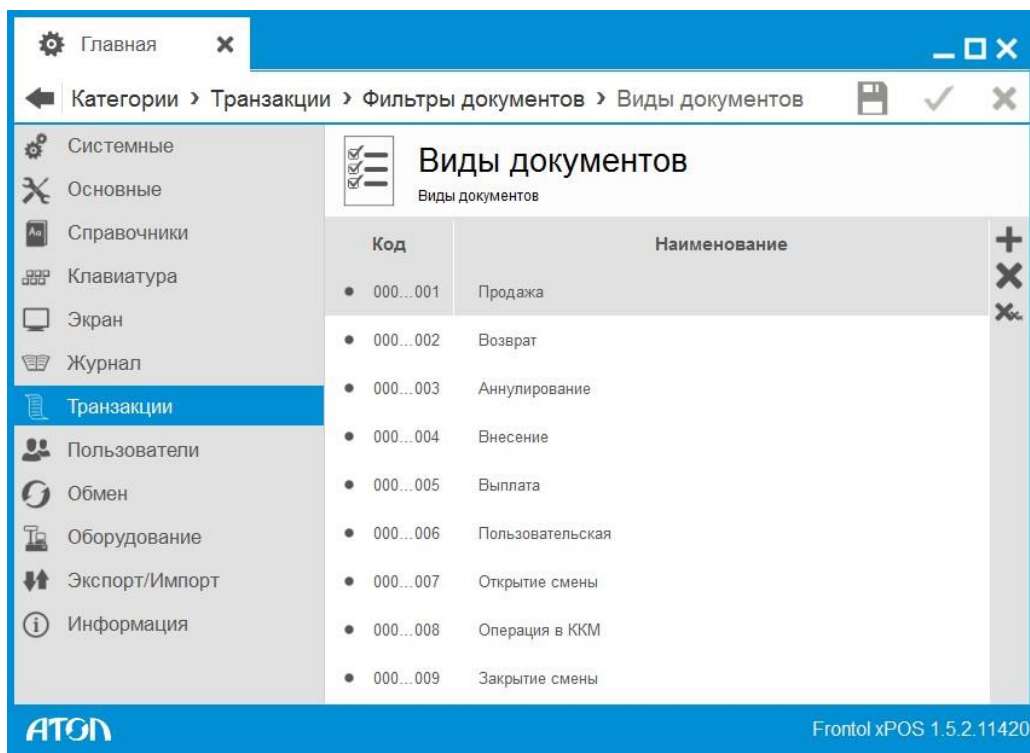 Главная
Категории > Транзакции > Фильтры документов > Виды документов
Системные
Основные
Справочники
Клавиатура
Экран
Журнал
Транзакции
Пользователи
Обмен
Оборудование
Экспорт/Импорт
Информация
Виды документов
Виды документов
Код Наименование
000...001 Продажа
000...002 Возврат
000...003 Аннулирование
000...004 Внесение
000...005 Выплата
000...006 Пользовательская
000...007 Открытие смены
000...008 Операция в ККМ
000...009 Закрытие смены
АТОЛ Frontol xPOS 1.5.2.11420